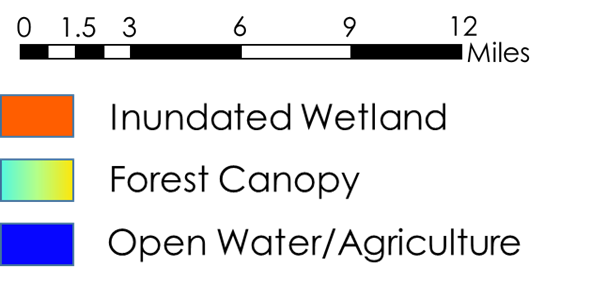 0 1.5 3 6 9 12
Miles
Inundated Wetland
Forest Canopy
Open Water/Agriculture